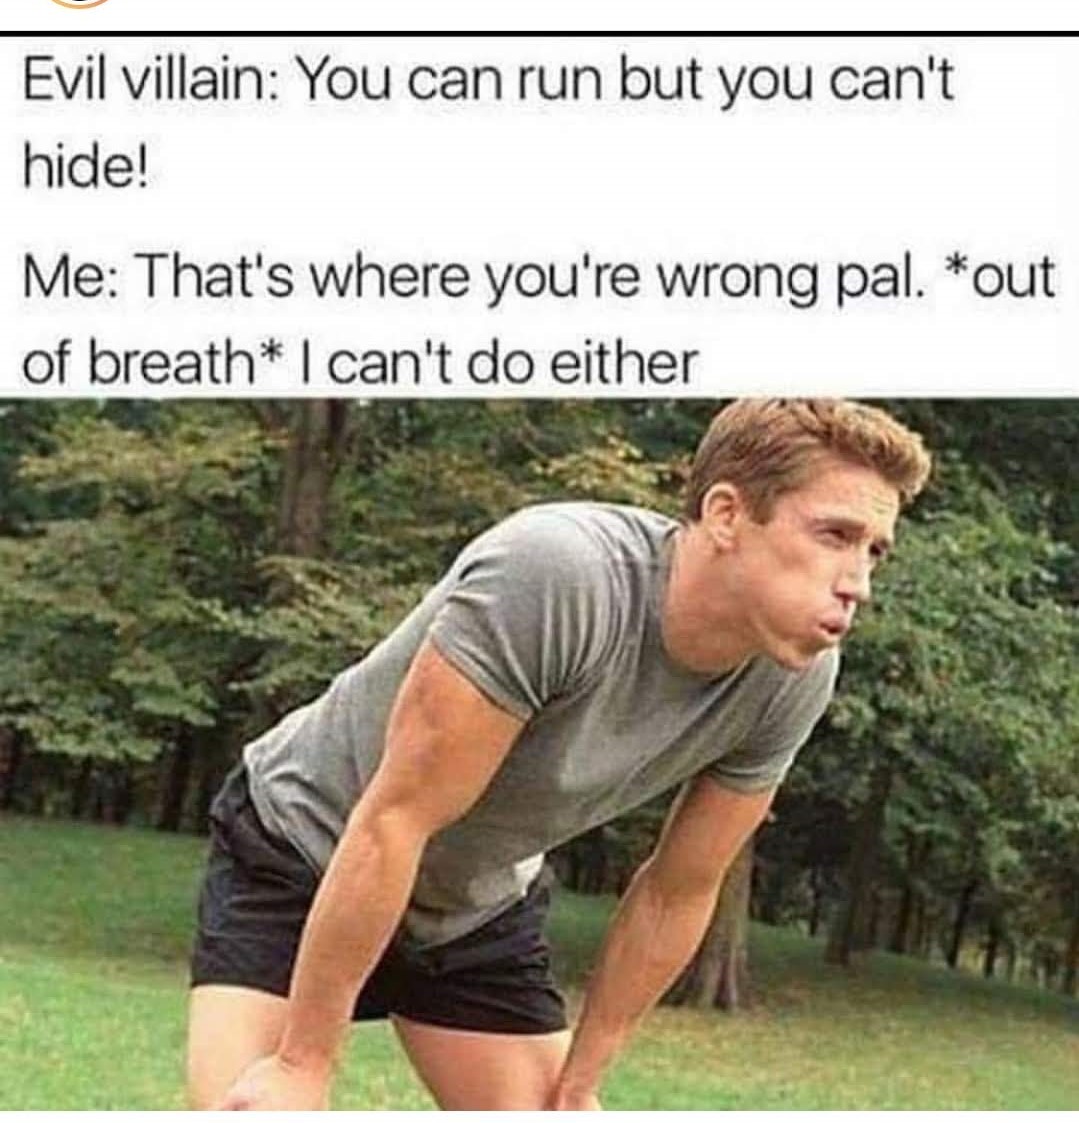 Evil villain: You can run but you can't
hide!
Me: That's where you're wrong pal. *out
of breath* I can't do either